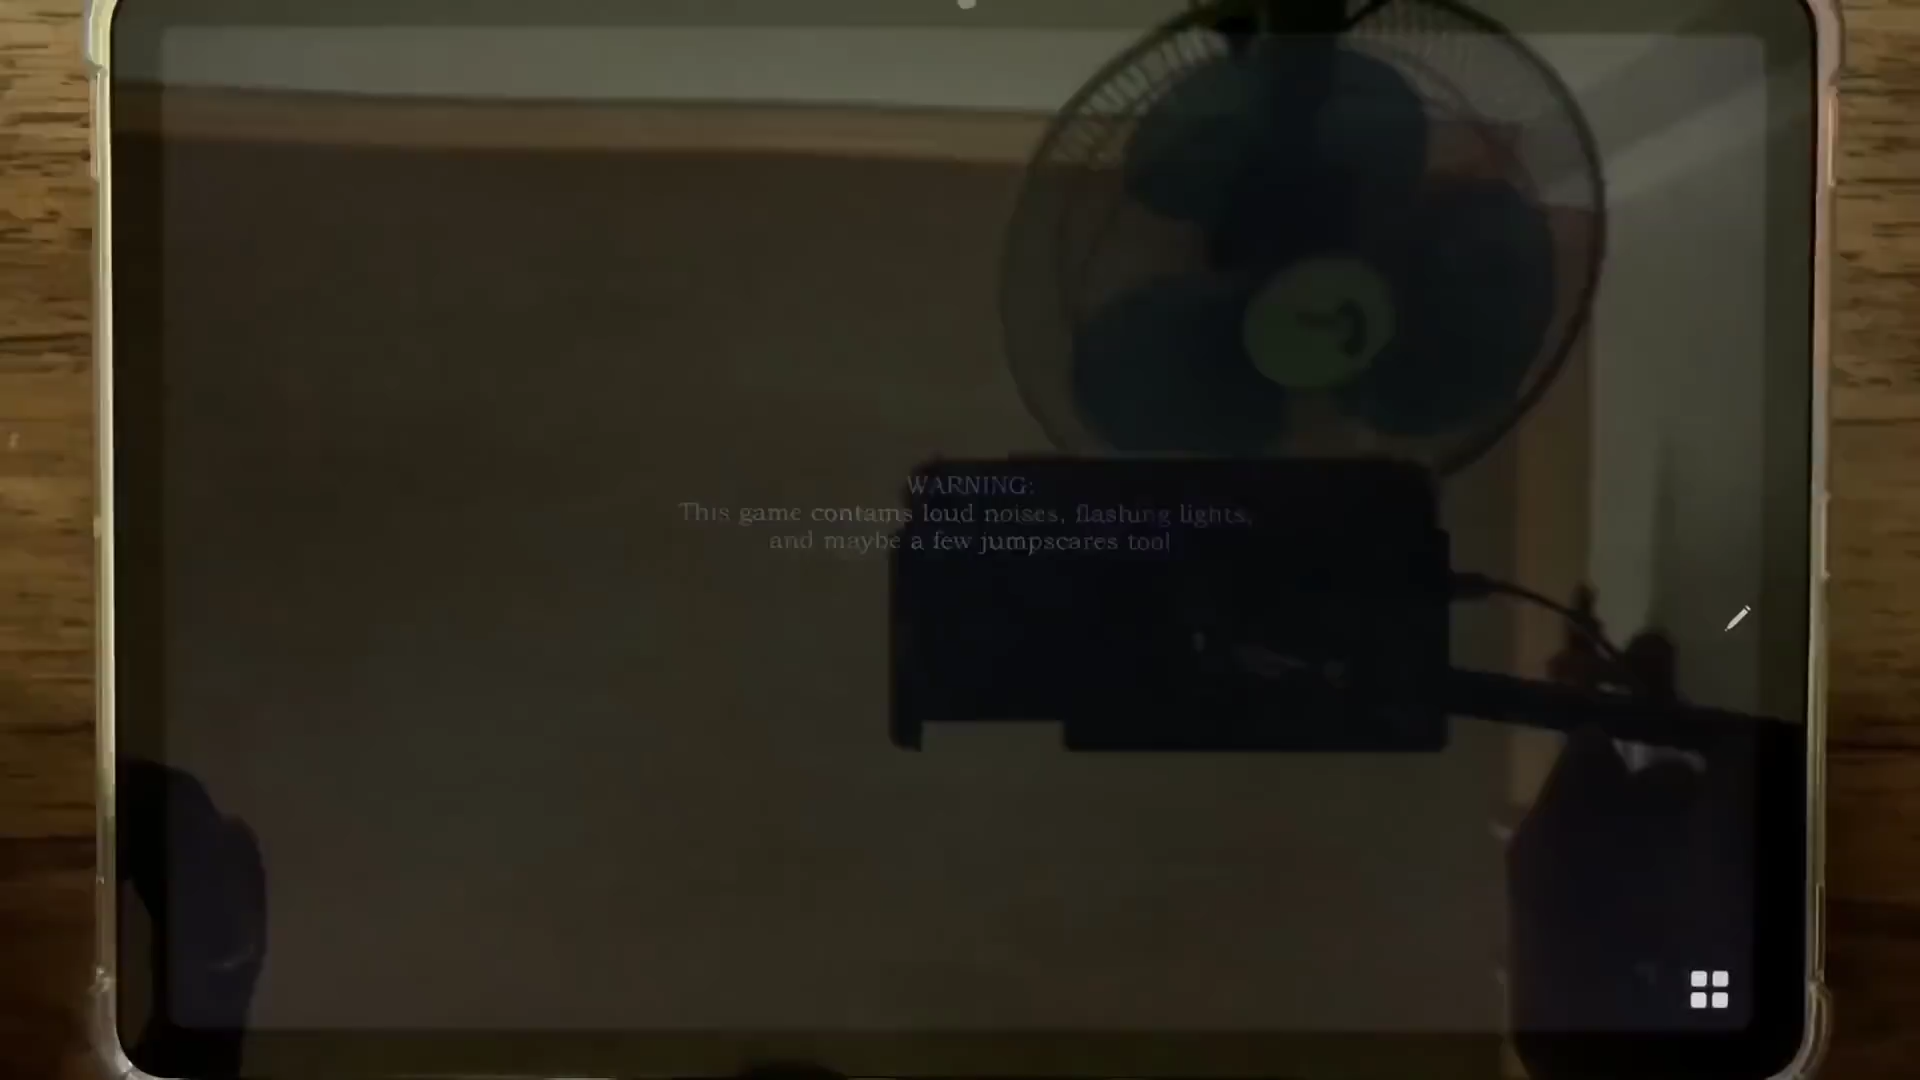 WARNING:
This game contains loud noises, flashing lights,
and maybe a few jumpscares too!